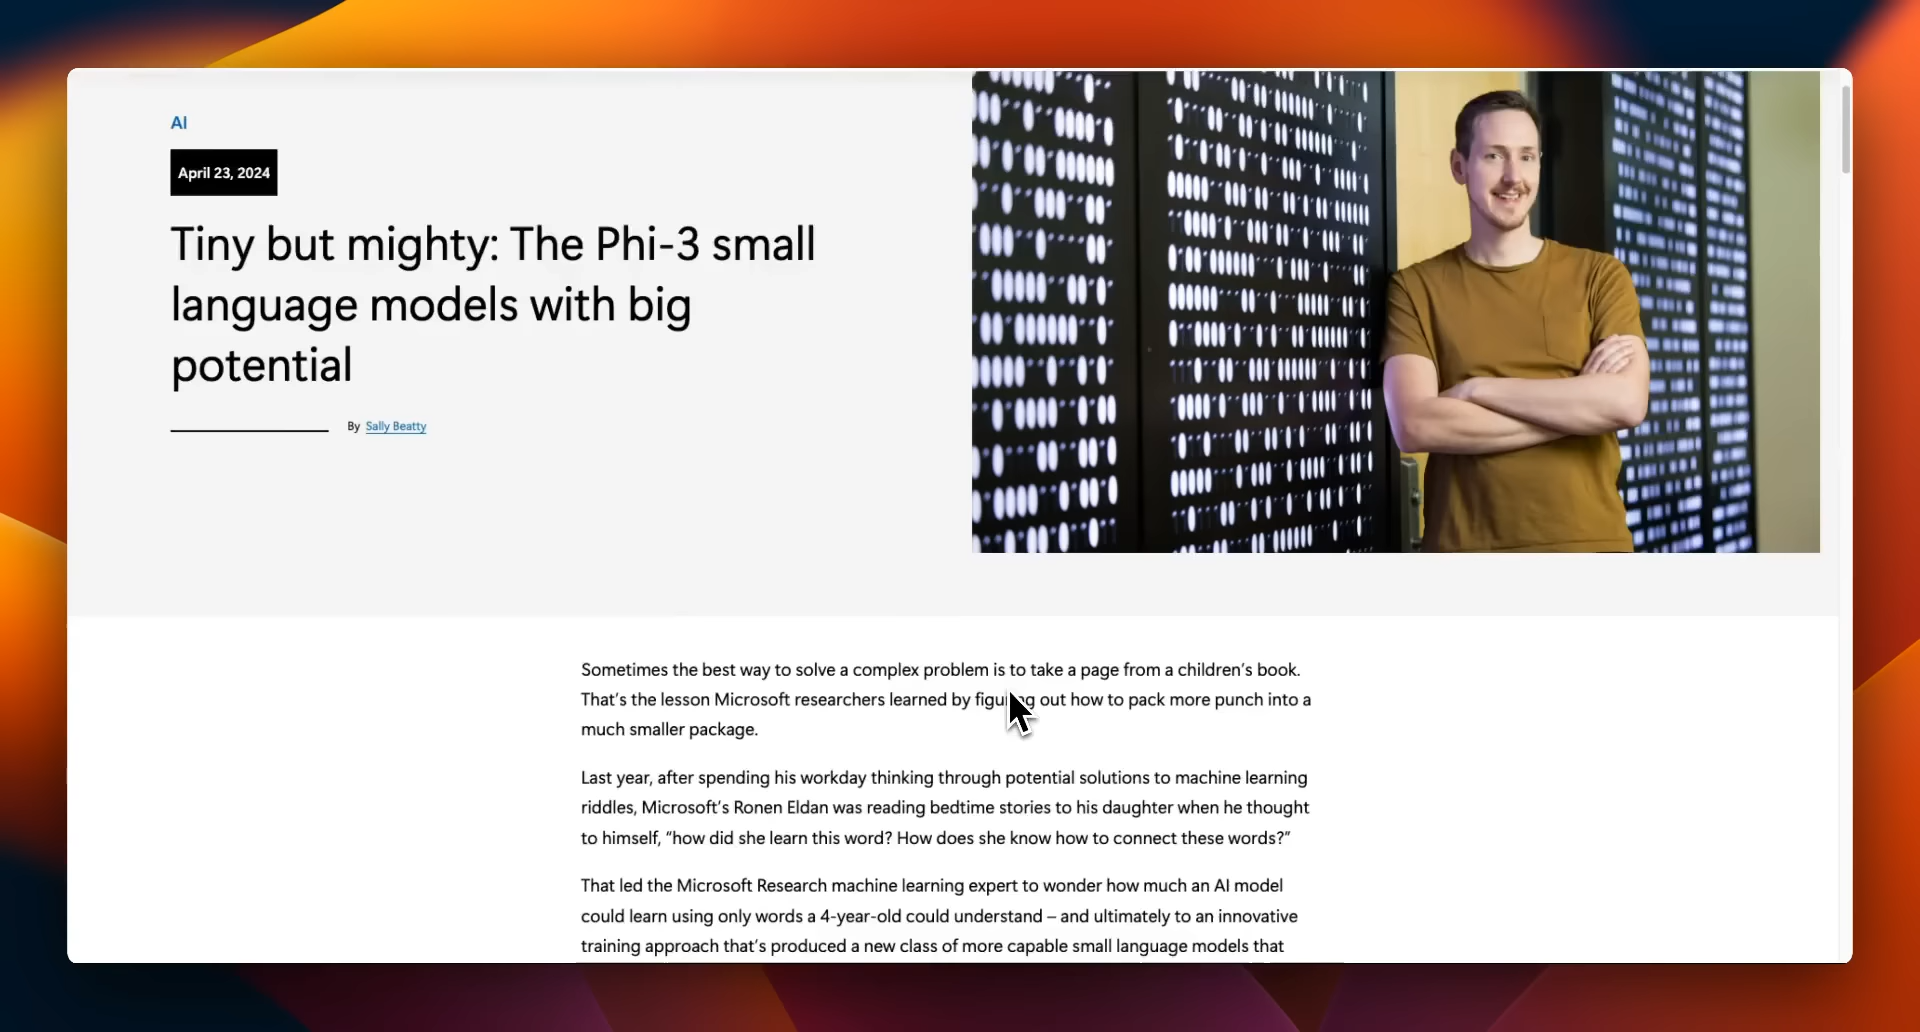 AI
April 23, 2024
Tiny but mighty: The Phi-3 small
language models with big
potential
By Sally Beatty
Sometimes the best way to solve a complex problem is to take a page from a children’s book.
That’s the lesson Microsoft researchers learned by figuring out how to pack more punch into a
much smaller package.
Last year, after spending his workday thinking through potential solutions to machine learning
riddles, Microsoft’s Ronen Eldan was reading bedtime stories to his daughter when he thought
to himself, “how did she learn this word? How does she know how to connect these words?”
That led the Microsoft Research machine learning expert to wonder how much an AI model
could learn using only words a 4-year-old could understand – and ultimately to an innovative
training approach that’s produced a new class of more capable small language models that